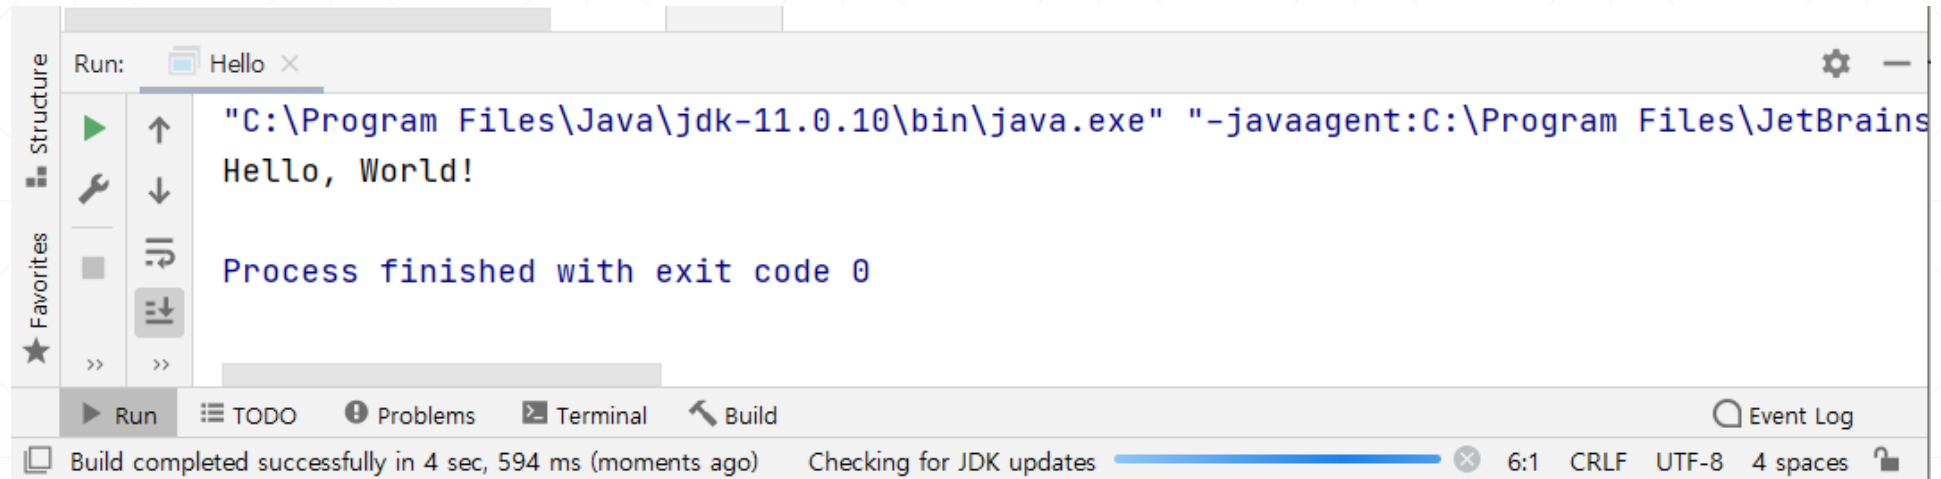 Structure
Favorites
Run: Hello
"C:\Program Files\Java\jdk-11.0.10\bin\java.exe" "-javaagent:C:\Program Files\JetBrains
Hello, World!
Process finished with exit code 0
Run TODO Problems Terminal Build Event Log
Build completed successfully in 4 sec, 594 ms (moments ago) Checking for JDK updates 6:1 CRLF UTF-8 4 spaces